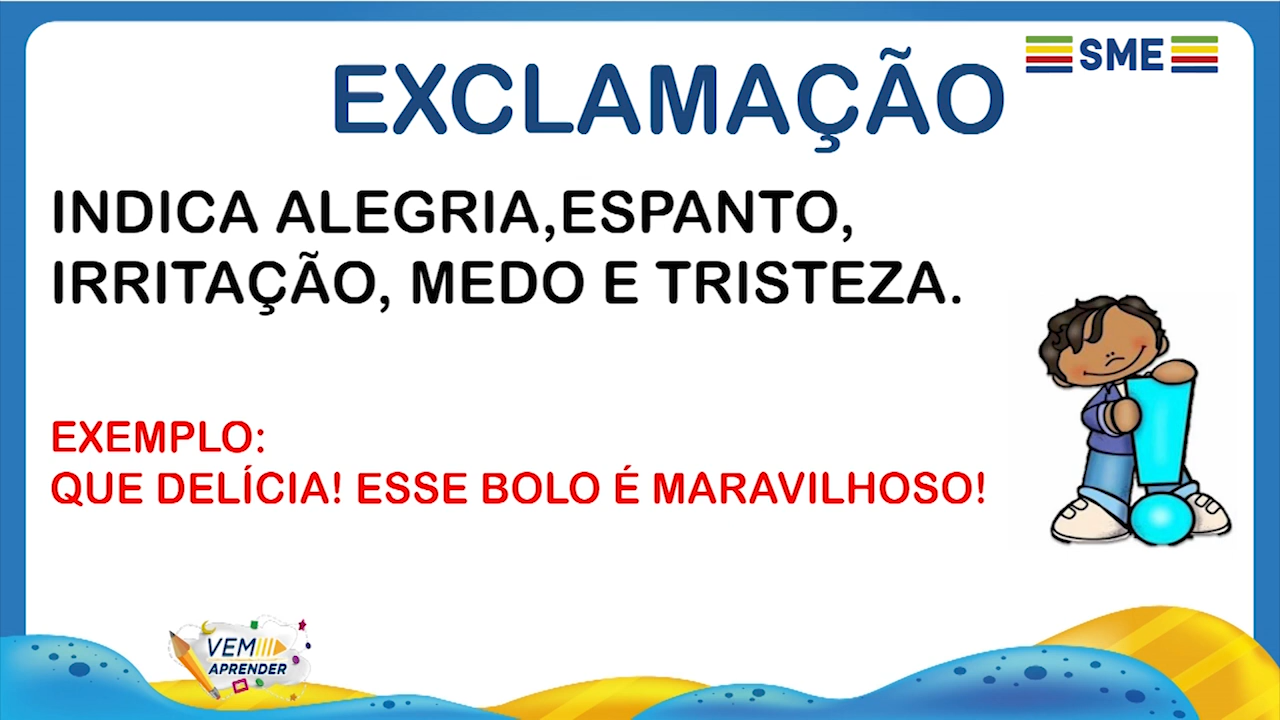 SME
EXCLAMAÇÃO
INDICA ALEGRIA,ESPANTO,
IRRITAÇÃO, MEDO E TRISTEZA.
EXEMPLO:
QUE DELÍCIA! ESSE BOLO É MARAVILHOSO!
VEM
APRENDER